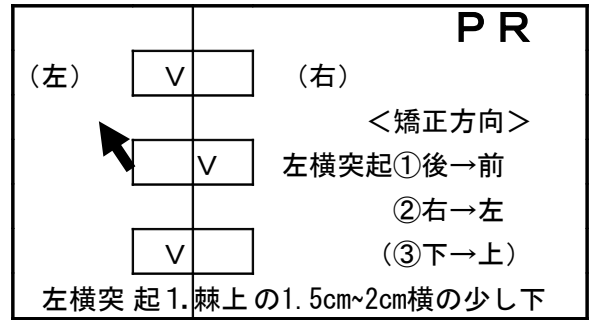 PR
(左) V (右)
<矯正方向>
V 左横突起①後→前
②右→左
V (③下→上)
左横突 起1.棘上の1.5cm~2cm横の少し下